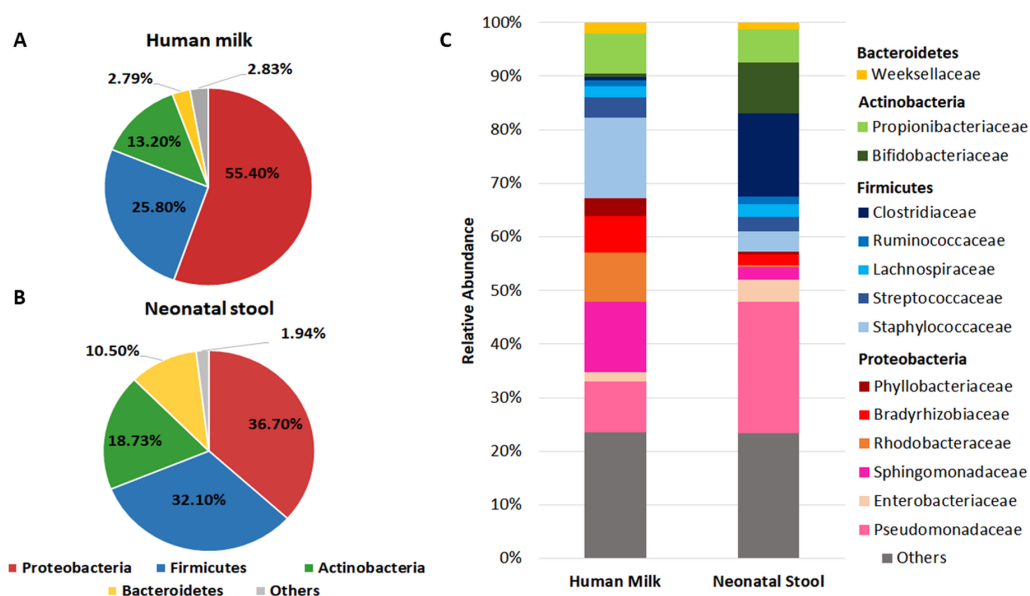 A
Human milk
2.79%
2.83%
13.20%
55.40%
25.80%
B
Neonatal stool
10.50%
1.94%
36.70%
18.73%
32.10%
Proteobacteria
Firmicutes
Actinobacteria
Bacteroidetes
Others
C
Relative Abundance
100%
90%
80%
70%
60%
50%
40%
30%
20%
10%
0%
Human Milk
Neonatal Stool
Bacteroidetes
Weeksellaceae
Actinobacteria
Propionibacteriaceae
Bifidobacteriaceae
Firmicutes
Clostridiaceae
Ruminococcaceae
Lachnospiraceae
Streptococcaceae
Staphylococcaceae
Proteobacteria
Phyllobacteriaceae
Bradyrhizobiaceae
Rhodobacteraceae
Sphingomonadaceae
Enterobacteriaceae
Pseudomonadaceae
Others